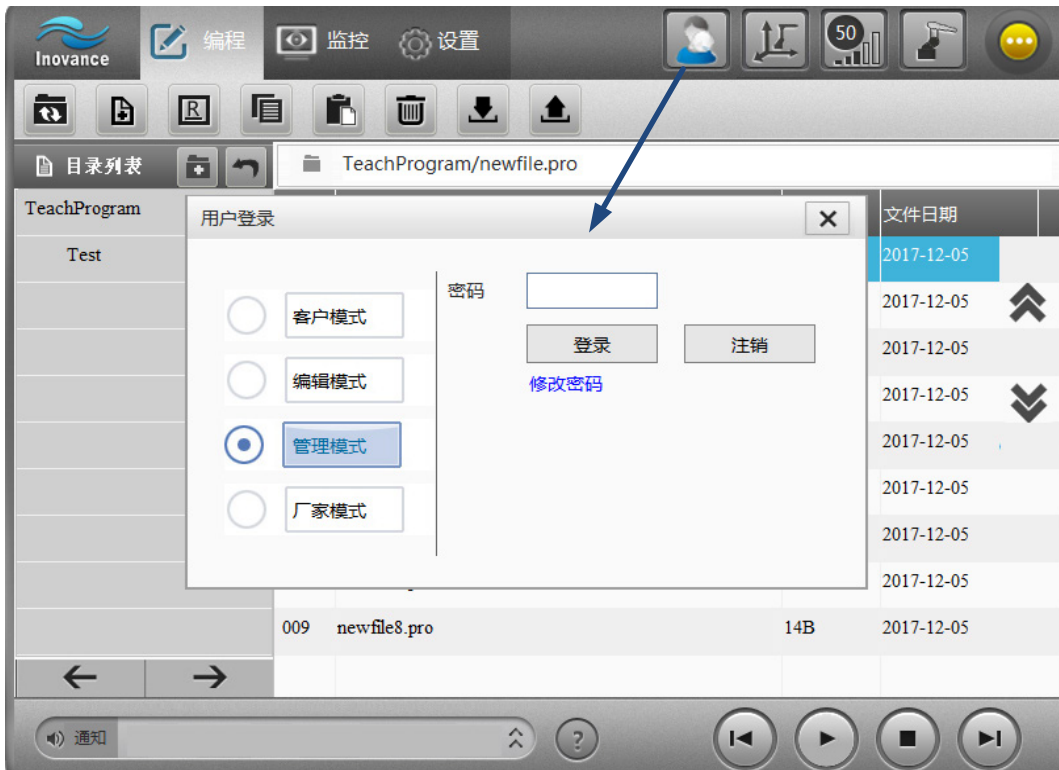 Inovance
编程
监控
设置
50
R
目录列表
TeachProgram/newfile.pro
TeachProgram
用户登录
文件日期
Test
2017-12-05
密码
客户模式
2017-12-05
登录
注销
2017-12-05
编辑模式
修改密码
2017-12-05
管理模式
2017-12-05
厂家模式
2017-12-05
2017-12-05
2017-12-05
009 newfile8.pro 14B 2017-12-05
通知
?